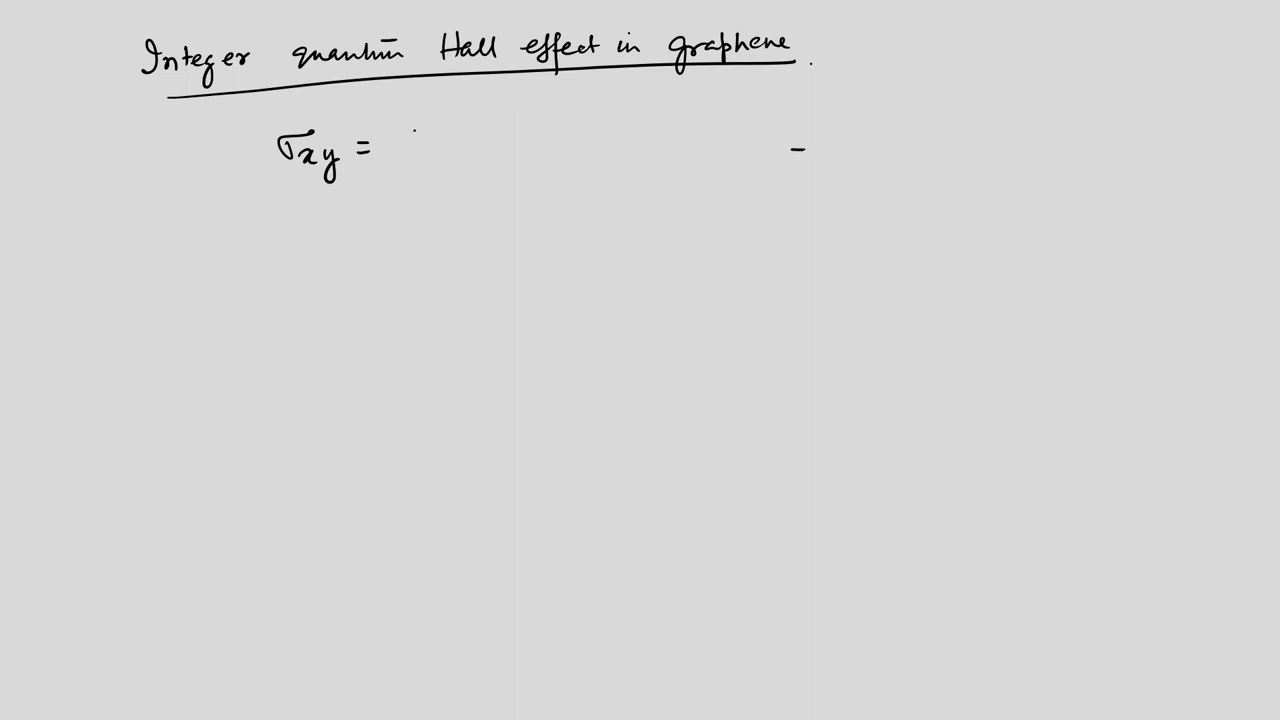 Integer quantum Hall effect in graphene.
σxy = -